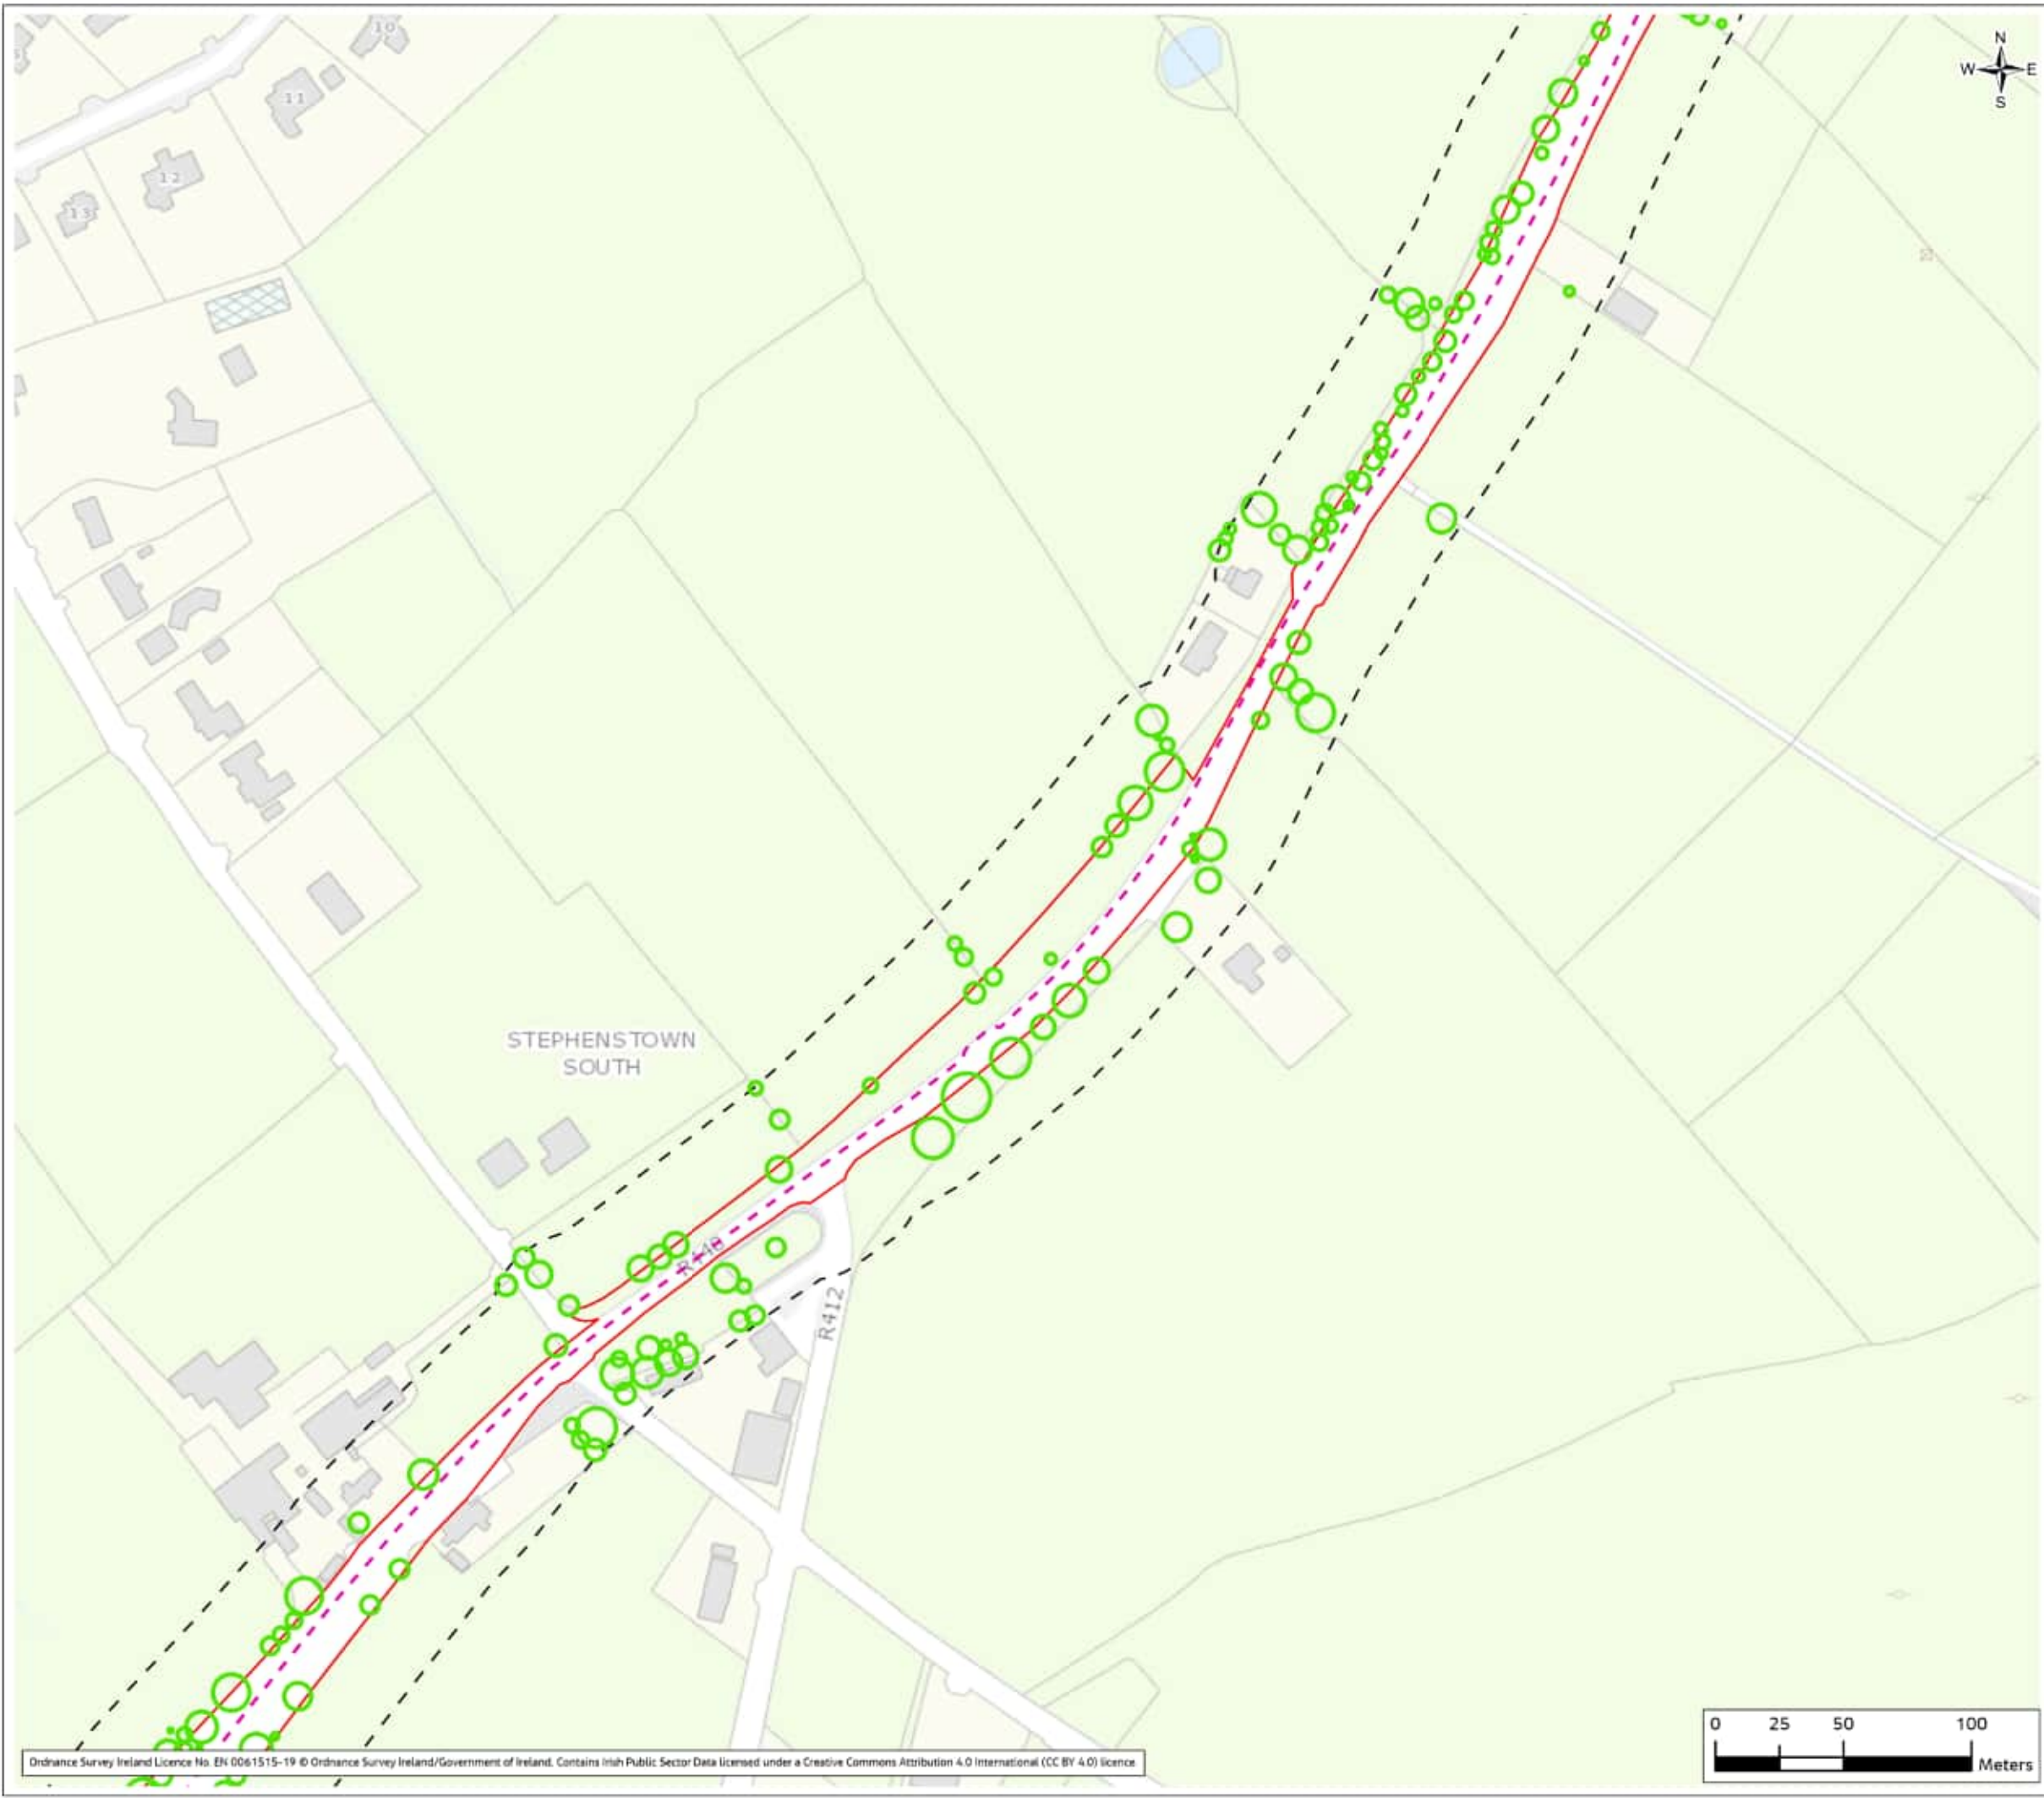 10
11
12
13
N
W E
S
STEPHENSTOWN
SOUTH
R448
R412
0 25 50 100
Meters
Ordnance Survey Ireland Licence No. EN 0061515-19 © Ordnance Survey Ireland/Government of Ireland. Contains Irish Public Sector Data licensed under a Creative Commons Attribution 4.0 International (CC BY 4.0) licence